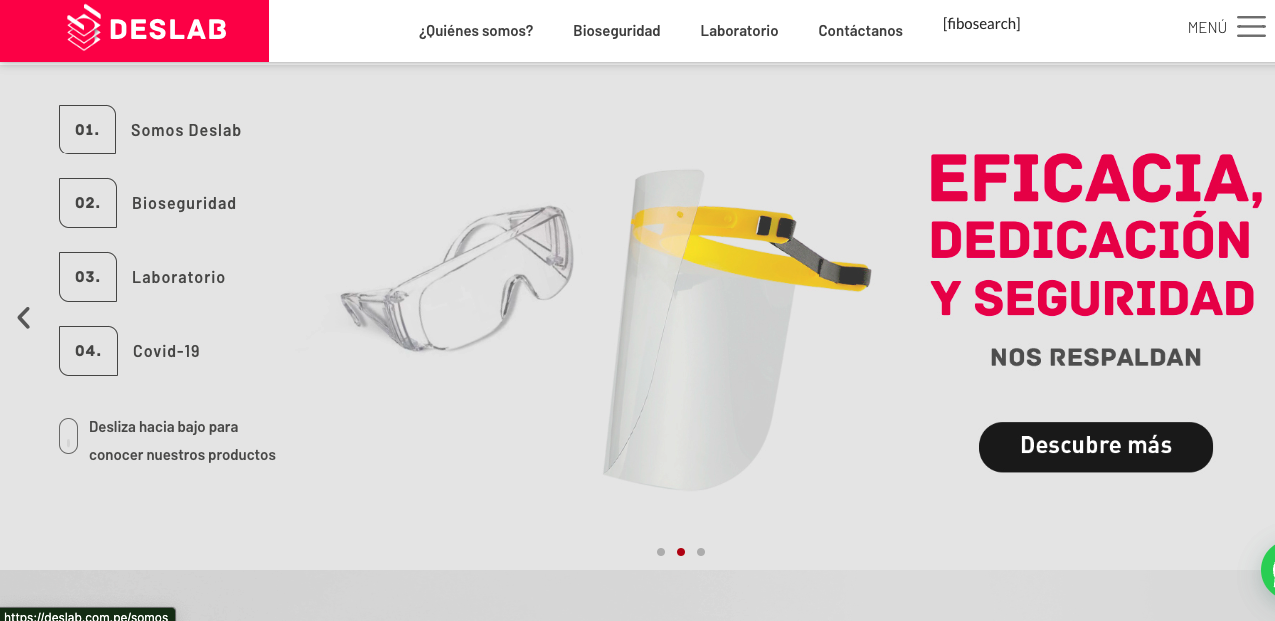 DESLAB
¿Quiénes somos?
Bioseguridad
Laboratorio
Contáctanos
[fibosearch]
MENÚ
01.
Somos Deslab
02.
Bioseguridad
03.
Laboratorio
04.
Covid-19
Desliza hacia bajo para
conocer nuestros productos
EFICACIA,
DEDICACIÓN
Y SEGURIDAD
NOS RESPALDAN
Descubre más
https://deslab.com.pe/somos